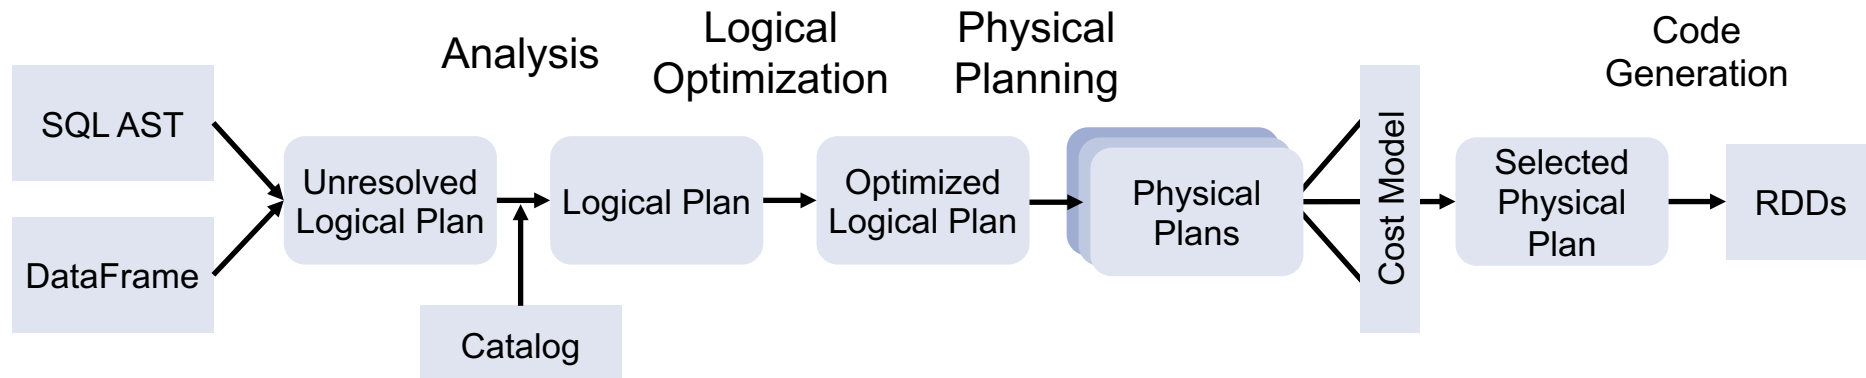 Analysis
Logical
Optimization
Physical
Planning
Code
Generation
SQL AST
DataFrame
Unresolved
Logical Plan
Catalog
Logical Plan
Optimized
Logical Plan
Physical
Plans
Cost Model
Selected
Physical
Plan
RDDs